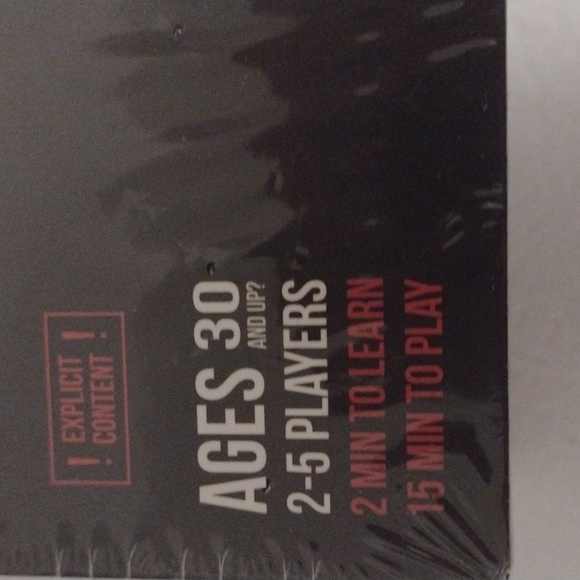 ! EXPLICIT !
! CONTENT !
AGES 30
AND UP?
2-5 PLAYERS
2 MIN TO LEARN
15 MIN TO PLAY